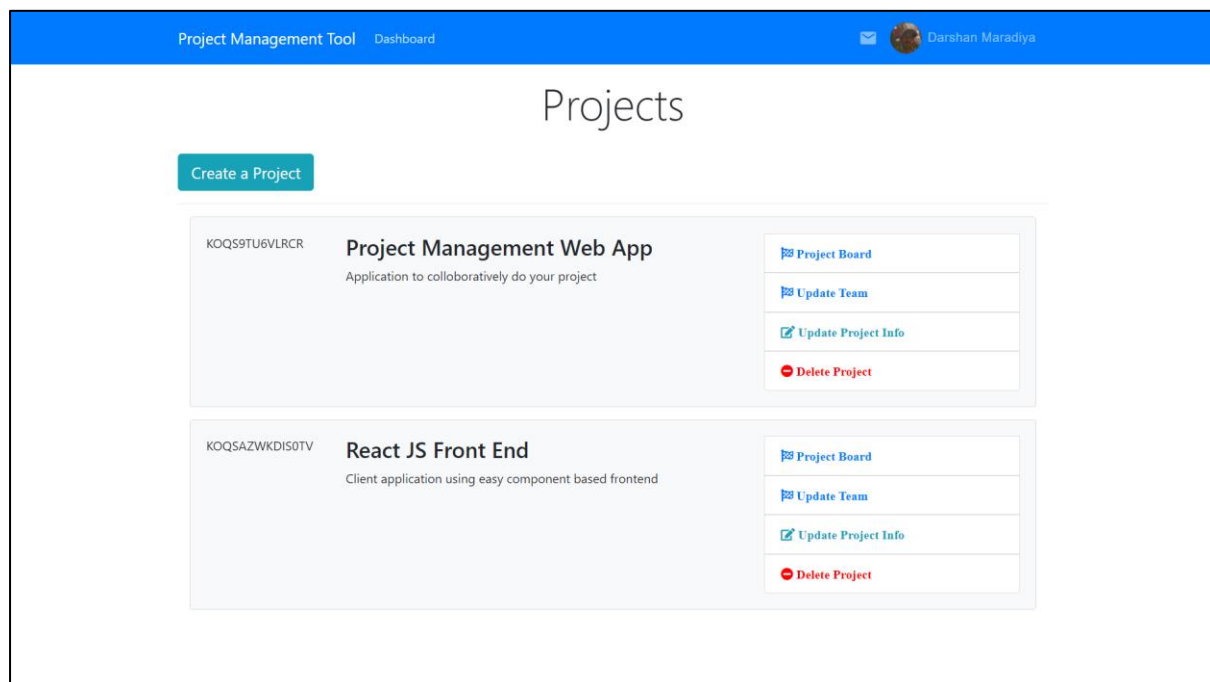 Project Management Tool Dashboard Darshan Maradiya
Projects
Create a Project
KOQS9TU6VLRCR
Project Management Web App
Application to colloboratively do your project
Project Board
Update Team
Update Project Info
Delete Project
KOQSAZWKDIS0TV
React JS Front End
Client application using easy component based frontend
Project Board
Update Team
Update Project Info
Delete Project